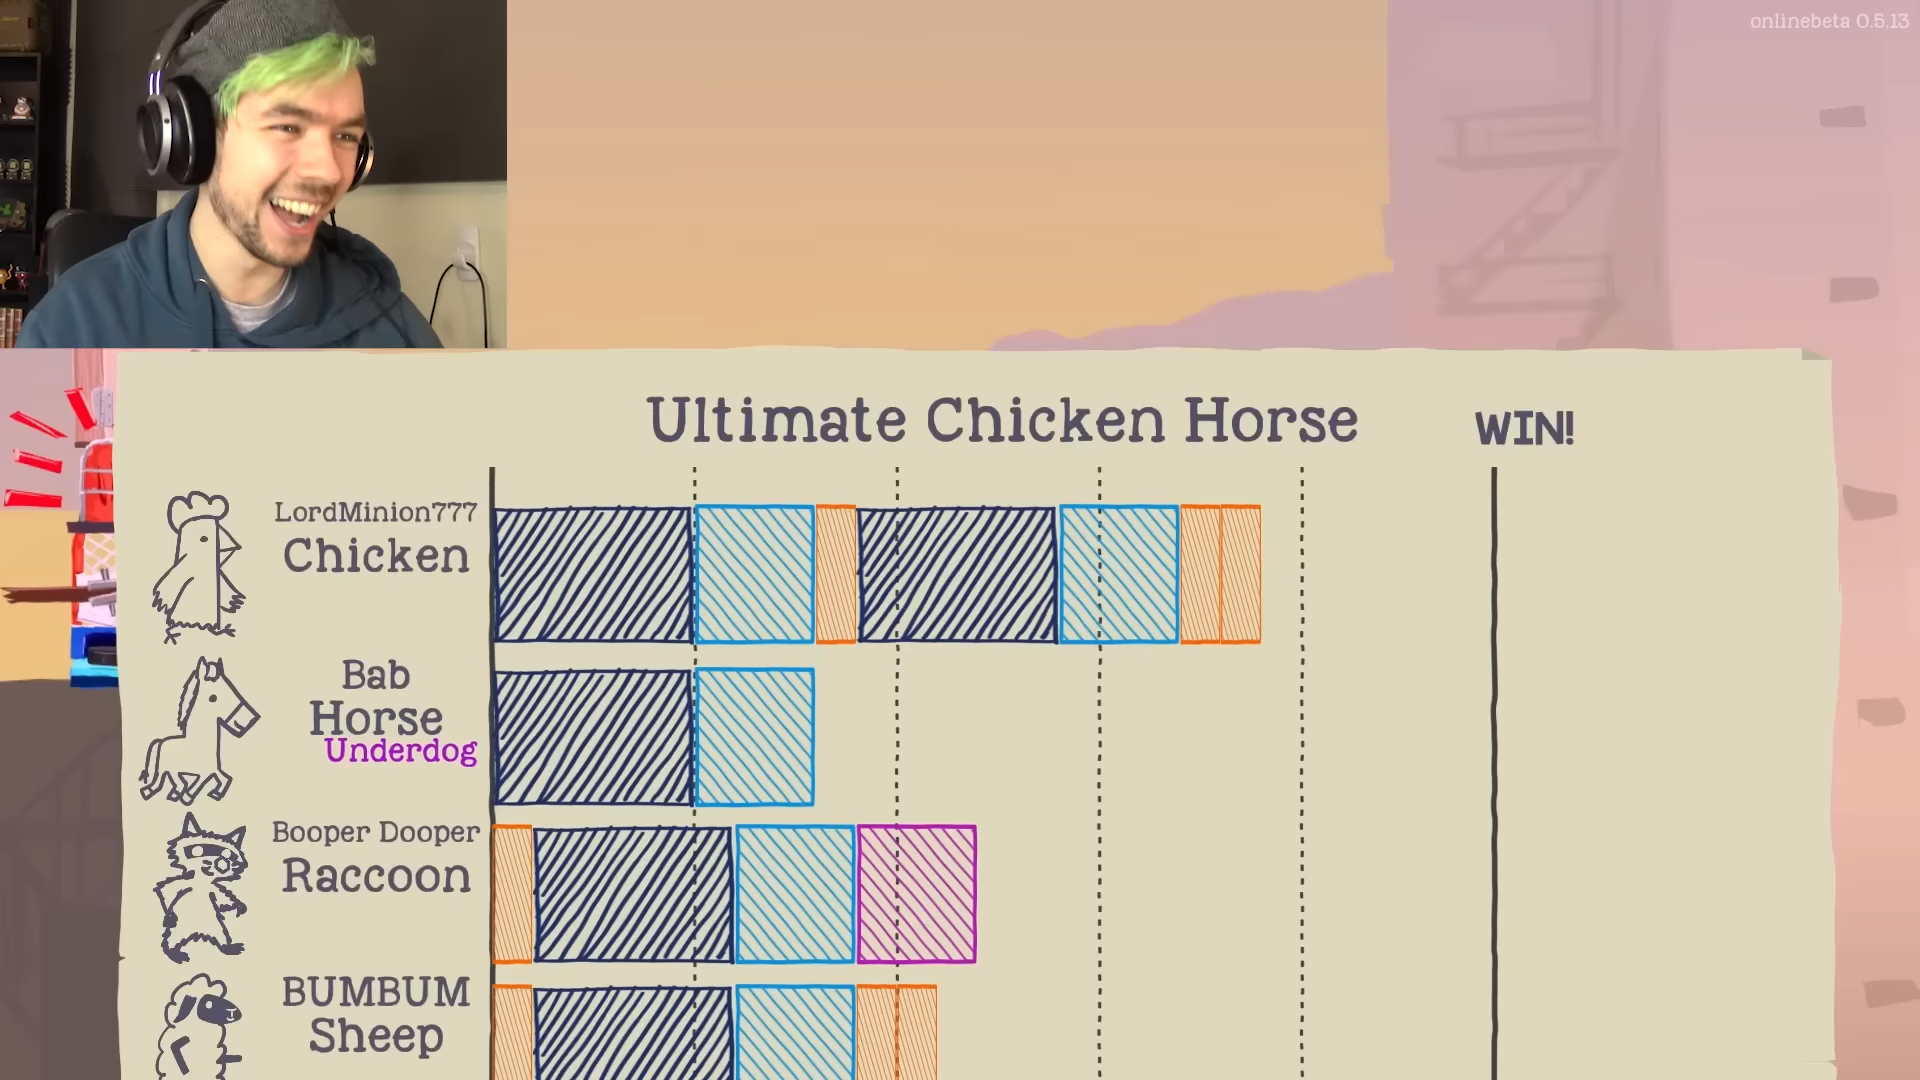 onlinebeta 0.5.13
Ultimate Chicken Horse
WIN!
LordMinion777
Chicken
Bab
Horse
Underdog
Booper Dooper
Raccoon
BUMBUM
Sheep